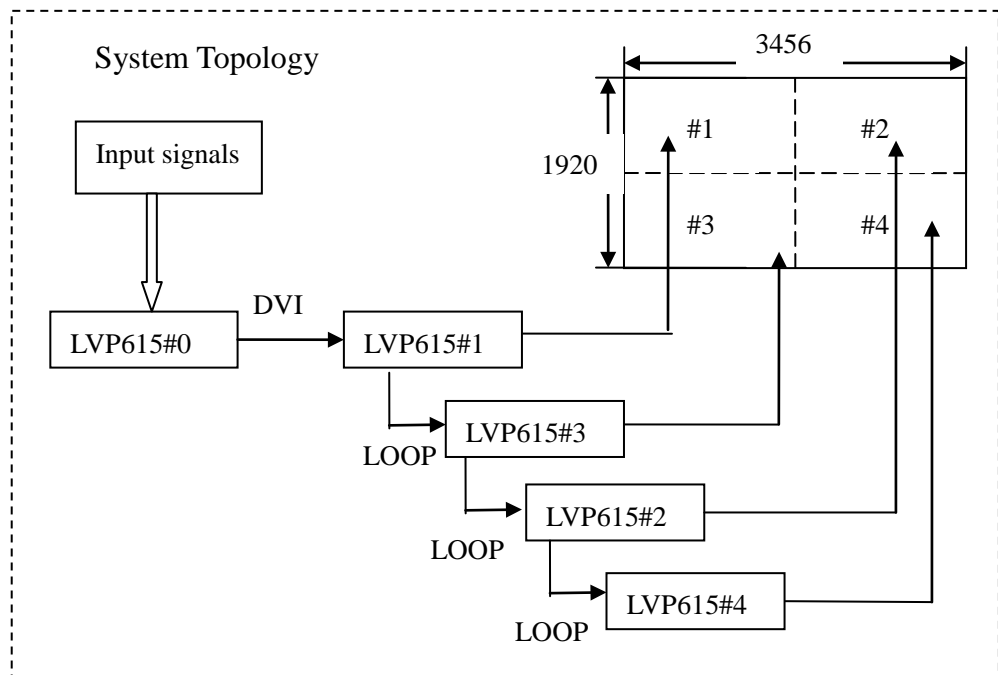 System Topology
3456
Input signals
#1
#2
1920
#3
#4
DVI
LVP615#0
LVP615#1
LOOP
LVP615#3
LOOP
LVP615#2
LOOP
LVP615#4